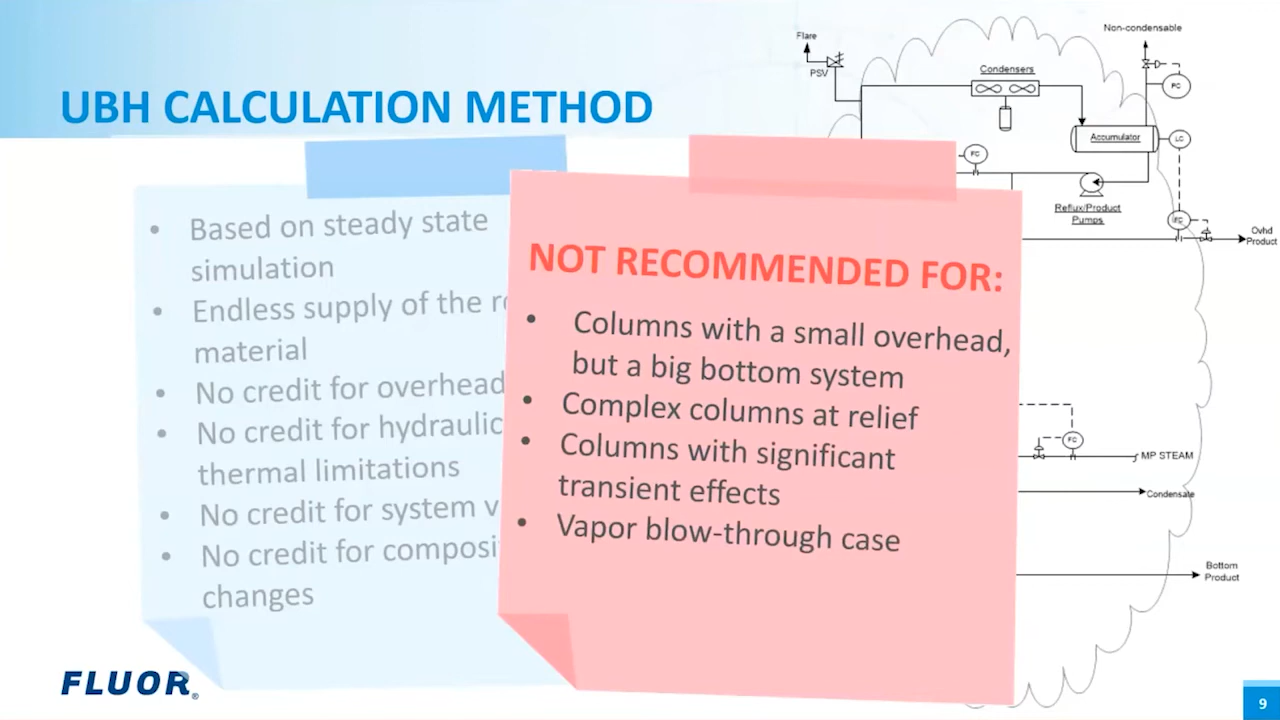 UBH CALCULATION METHOD
• Based on steady state
simulation
• Endless supply of the
material
• No credit for overhead
• No credit for hydraulic
thermal limitations
• No credit for system
• No credit for
changes
NOT RECOMMENDED FOR:
• Columns with a small overhead,
but a big bottom system
• Complex columns at relief
• Columns with significant
transient effects
• Vapor blow-through case
Flare
PSV
Condensers
Non-condensable
PC
Accumulator
LC
FC
Reflux/Product
Pumps
FC
Ovhd
Product
FC
MP STEAM
Condensate
Bottom
Product
FLUOR®
9